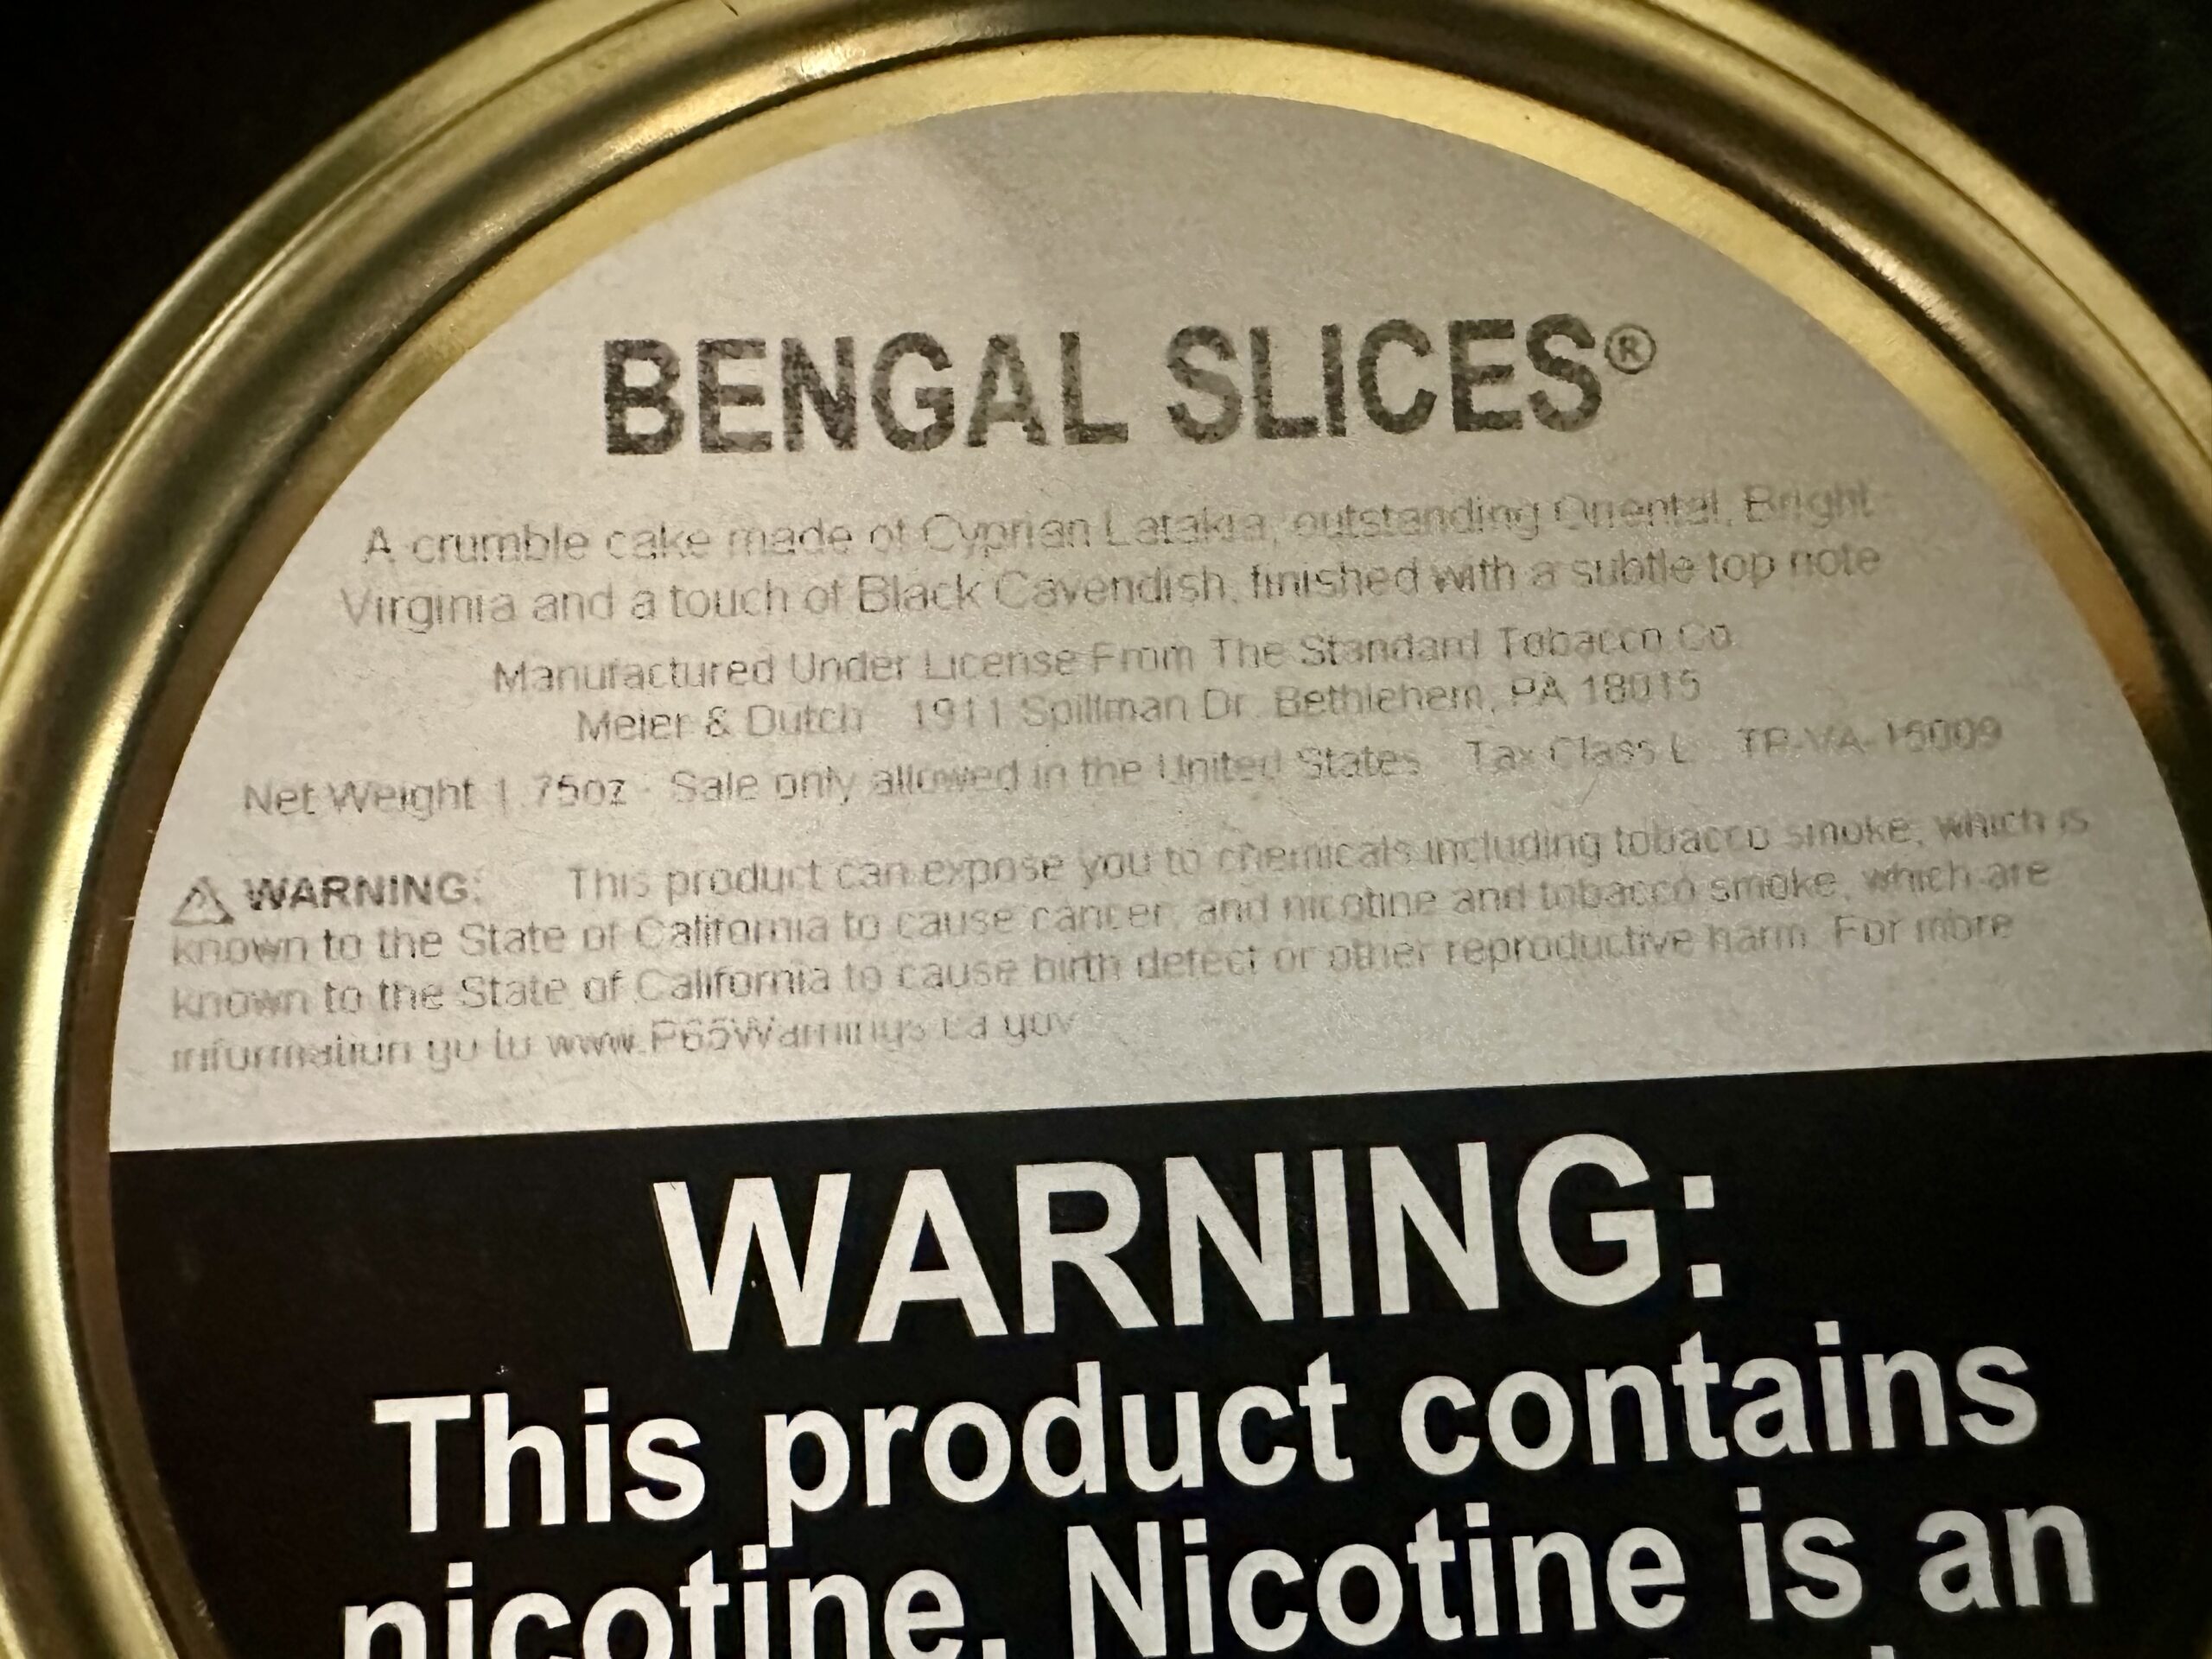 BENGAL SLICES®
A crumble cake made of Cyprian Latakia, outstanding Oriental, Bright
Virginia and a touch of Black Cavendish, finished with a subtle top note
Manufactured Under License From The Standard Tobacco Co.
Meier & Dutch 1911 Spillman Dr. Bethlehem, PA 18015
Net Weight 1.75oz · Sale only allowed in the United States Tax Class L TP-VA-15009
⚠ WARNING: This product can expose you to chemicals including tobacco smoke, which is
known to the State of California to cause cancer, and nicotine and tobacco smoke, which are
known to the State of California to cause birth defect or other reproductive harm. For more
information go to www.P65Warnings.ca.gov
WARNING:
This product contains
nicotine. Nicotine is an